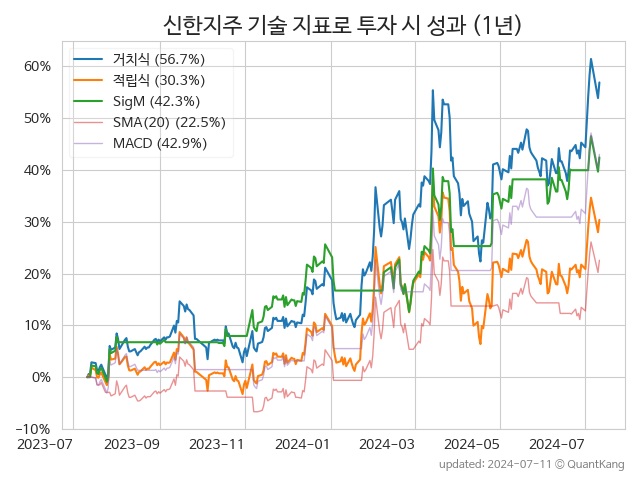 신한지주 기술 지표로 투자 시 성과 (1년)
거치식 (56.7%)
적립식 (30.3%)
SigM (42.3%)
SMA(20) (22.5%)
MACD (42.9%)
60%
50%
40%
30%
20%
10%
0%
−10%
2023-07 2023-09 2023-11 2024-01 2024-03 2024-05 2024-07
updated: 2024-07-11 ⓒ QuantKang